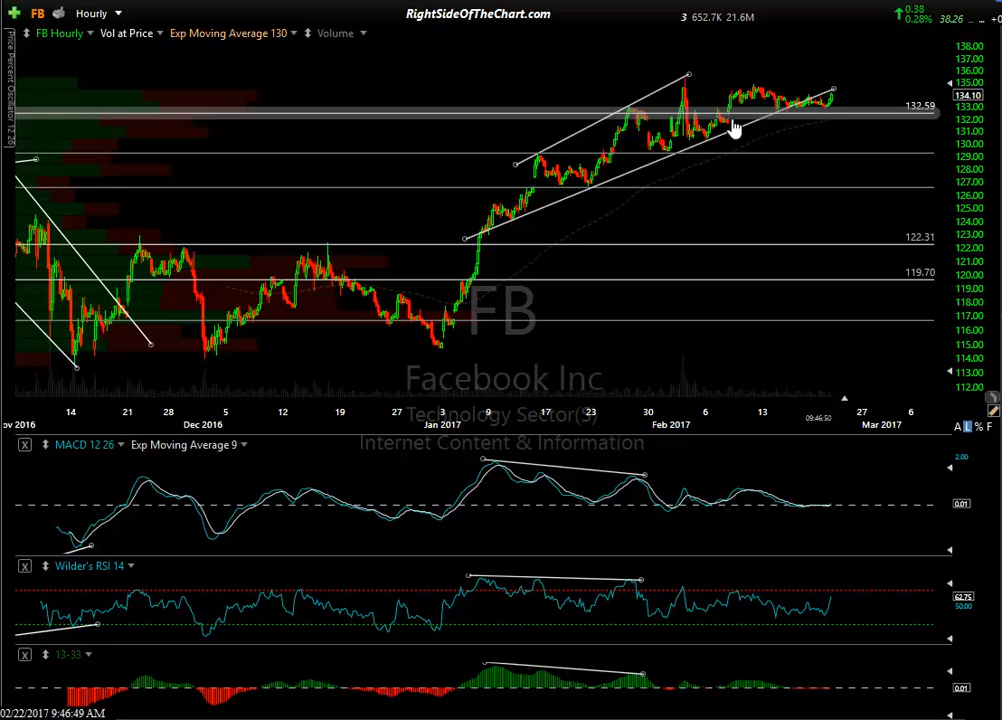 FB Hourly RightSideOfTheChart.com 3 652.7K 21.6M 0.38 0.28% 38.26
FB Hourly Vol at Price Exp Moving Average 130 Volume
Price Percent Oscillator 12 26
138.00
137.00
136.00
135.00
134.10
133.00
132.00
131.00
130.00
129.00
128.00
127.00
126.00
125.00
124.00
123.00
122.00
121.00
120.00
119.00
118.00
117.00
116.00
115.00
114.00
113.00
112.00
132.59
122.31
119.70
FB
Facebook Inc
Technology Sector(S)
Internet Content & Information
14 21 28 5 12 19 27 3 9 17 23 30 6 13 09:46:50 27 6
ov 2016 Dec 2016 Jan 2017 Feb 2017 Mar 2017 A L % F
X MACD 12 26 Exp Moving Average 9
2.00
0.01
X Wilder's RSI 14
62.75
50.00
X 13-33
0.01
02/22/2017 9:46:49 AM